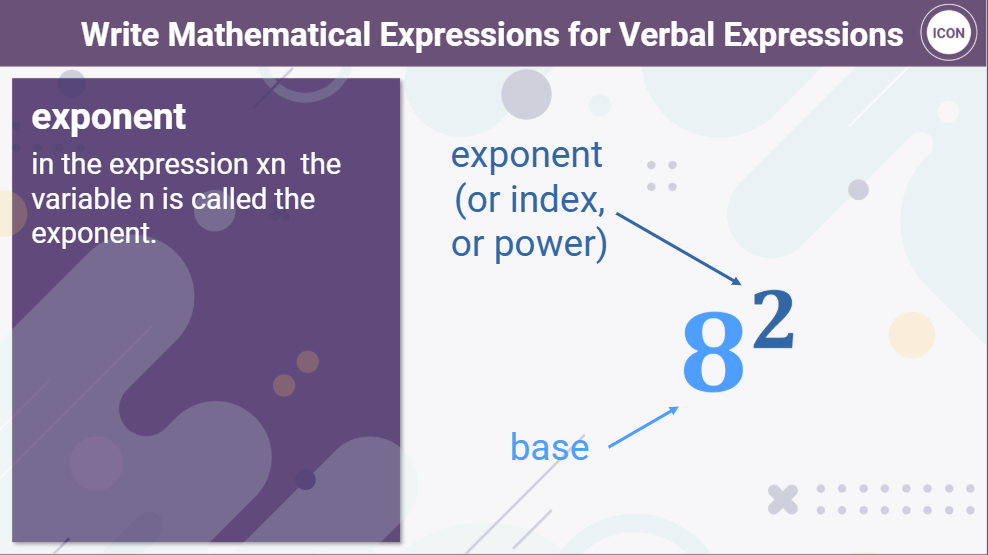 Write Mathematical Expressions for Verbal Expressions
ICON
exponent
in the expression xn  the
variable n is called the
exponent.
exponent
(or index,
or power)
8²
base